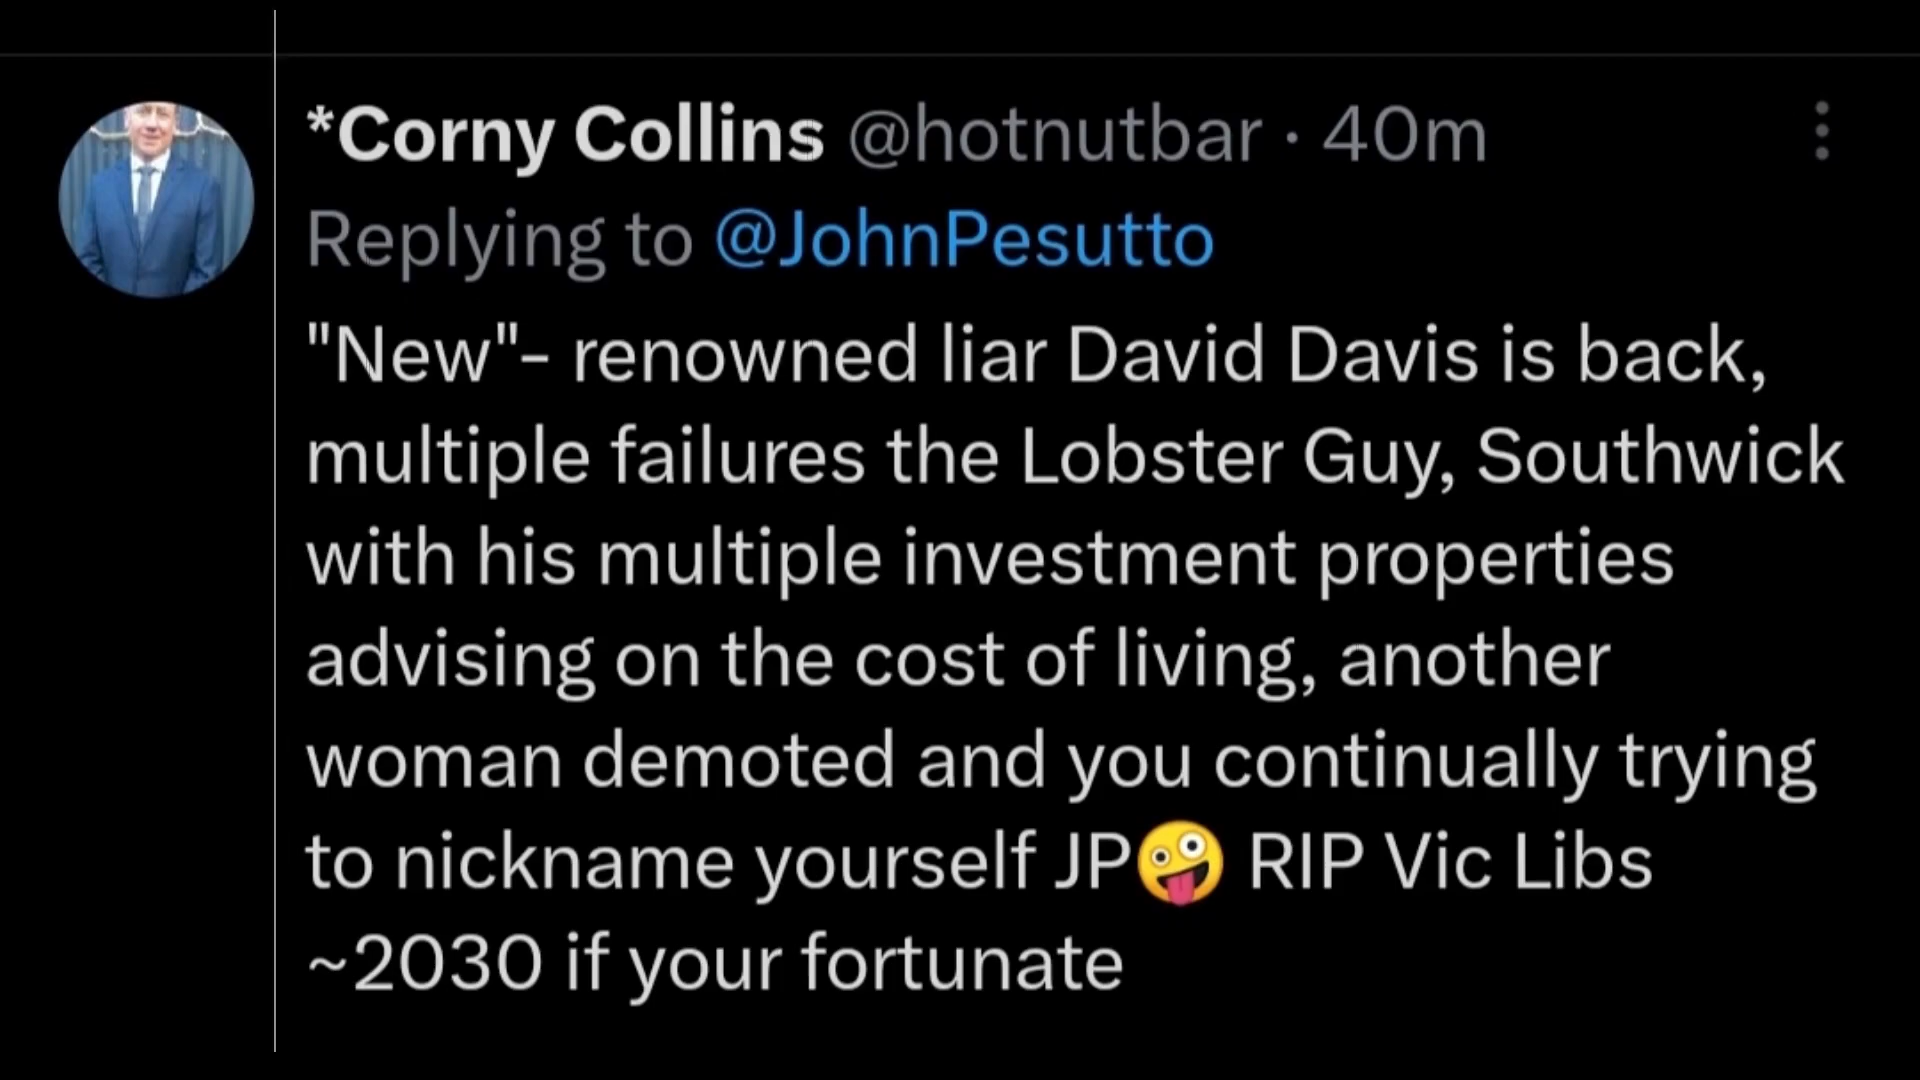 *Corny Collins @hotnutbar · 40m
Replying to @JohnPesutto
"New"- renowned liar David Davis is back,
multiple failures the Lobster Guy, Southwick
with his multiple investment properties
advising on the cost of living, another
woman demoted and you continually trying
to nickname yourself JP🤪 RIP Vic Libs
~2030 if your fortunate